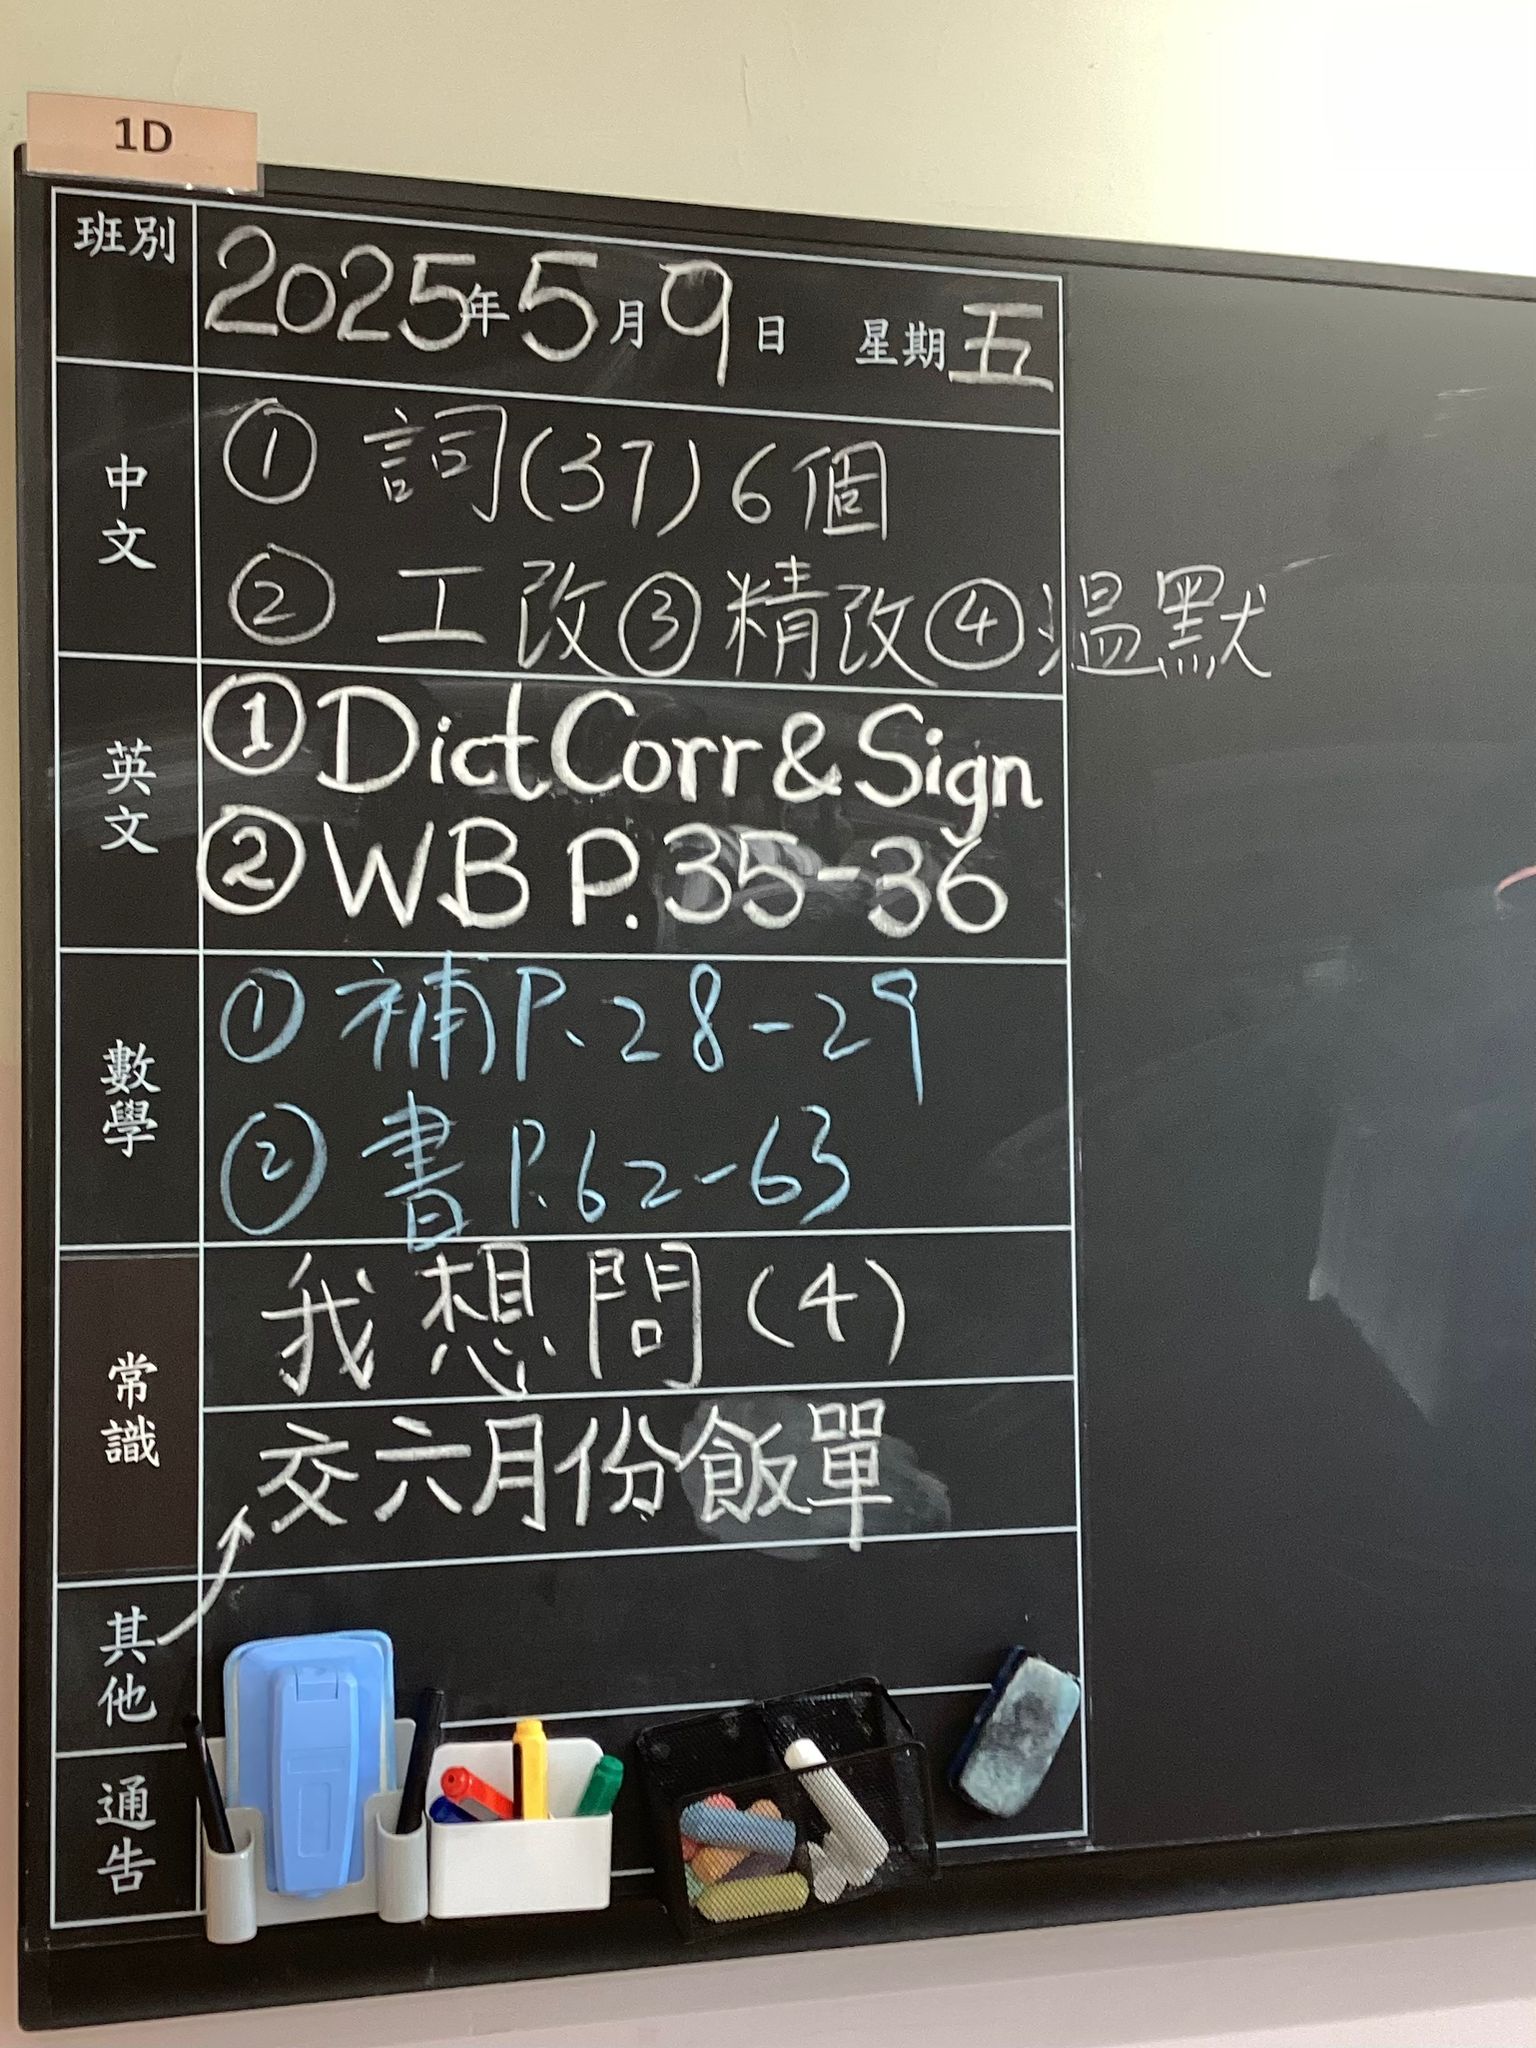 1D
班別 2025年5月9日 星期五
中文
① 詞(37)6個
② 工改③精改④溫默
英文
① Dict Corr & Sign
② WB P.35-36
數學
① 補P.28-29
② 書P.62-63
常識
我想問(4)
交六月份飯單
其他
通告